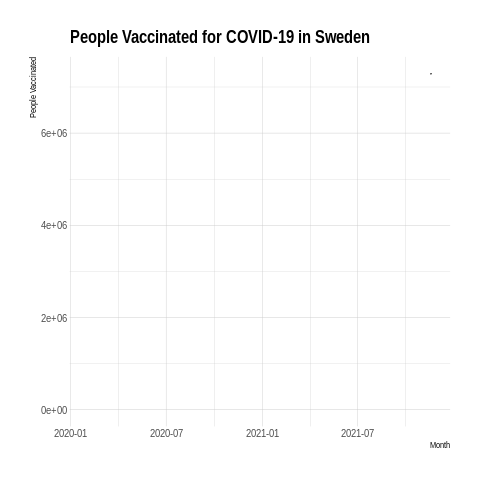 People Vaccinated for COVID-19 in Sweden
People Vaccinated
6e+06
4e+06
2e+06
0e+00
2020-01 2020-07 2021-01 2021-07
Month